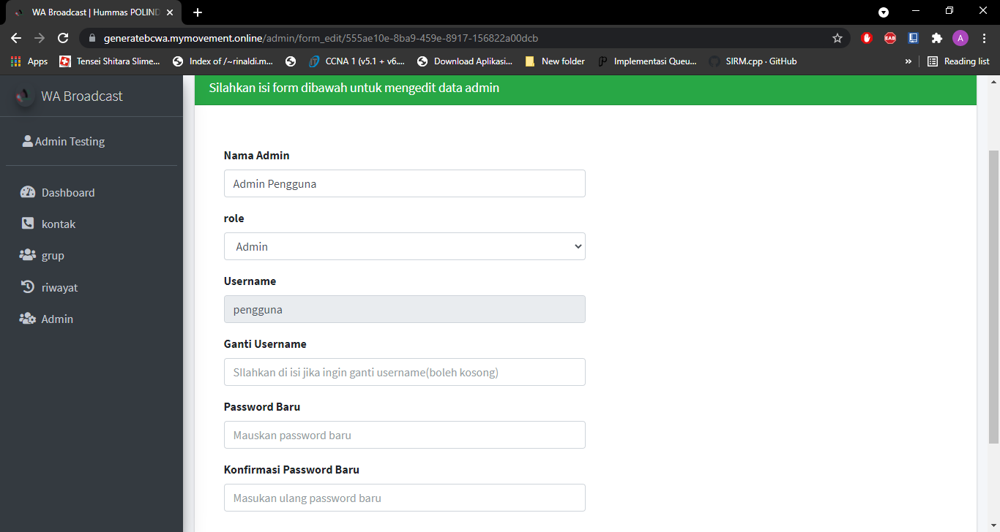 WA Broadcast | Hummas POLIND
generatebcwa.mymovement.online/admin/form_edit/555ae10e-8ba9-459e-8917-156822a00dcb
EAB
A
Apps
Tensei Shitara Slime...
Index of /~rinaldi.m...
CCNA 1 (v5.1 + v6....
Download Aplikasi...
New folder
Implementasi Queu...
SIRM.cpp · GitHub
»
Reading list
WA Broadcast
Admin Testing
Dashboard
kontak
grup
riwayat
Admin
Silahkan isi form dibawah untuk mengedit data admin
Nama Admin
Admin Pengguna
role
Admin
Username
pengguna
Ganti Username
SIlahkan di isi jika ingin ganti username(boleh kosong)
Password Baru
Mauskan password baru
Konfirmasi Password Baru
Masukan ulang password baru